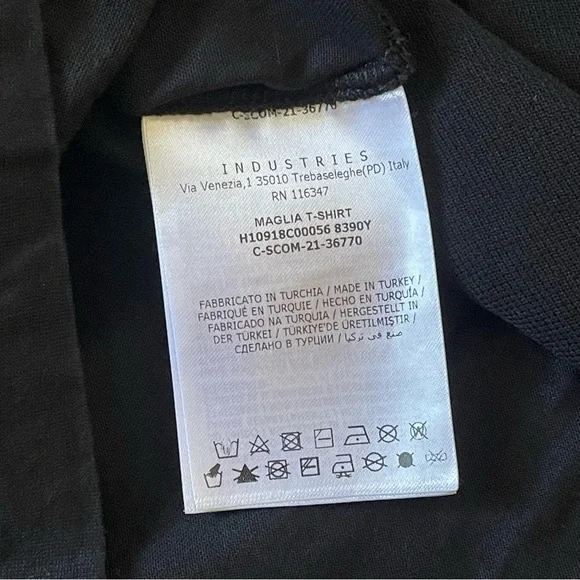 C-SCOM-21-36770
INDUSTRIES
Via Venezia,1 35010 Trebaseleghe(PD) Italy
RN 116347
MAGLIA T-SHIRT
H10918C00056 8390Y
C-SCOM-21-36770
FABBRICATO IN TURCHIA / MADE IN TURKEY /
FABRIQUÉ EN TURQUIE / HECHO EN TURQUÍA /
FABRICADO NA TURQUIA / HERGESTELLT IN
DER TÜRKEI / TÜRKİYE'DE ÜRETİLMİŞTİR /
СДЕЛАНО В ТУРЦИИ / صنع في تركيا